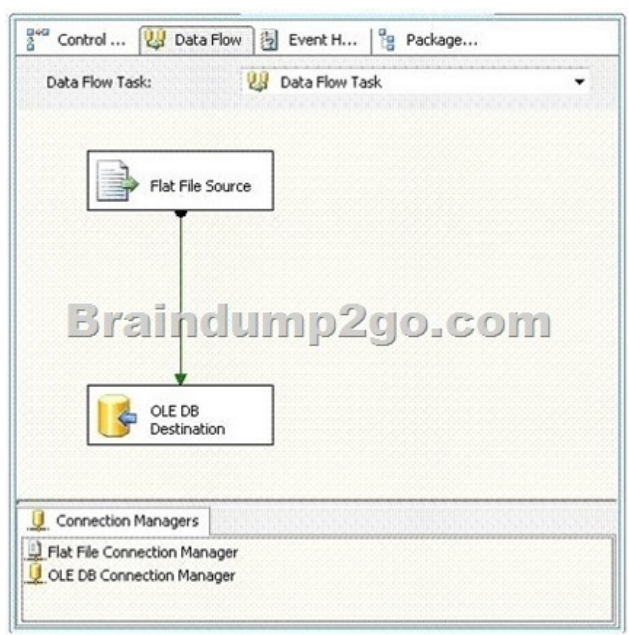 Control ... Data Flow Event H... Package...
Data Flow Task: Data Flow Task
Flat File Source
Braindump2go.com
OLE DB
Destination
Connection Managers
Flat File Connection Manager
OLE DB Connection Manager